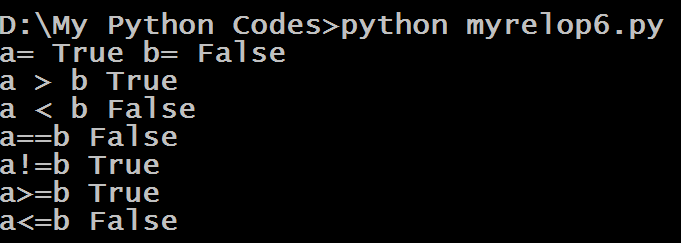 D:\My Python Codes>python myrelop6.py
a= True b= False
a > b True
a < b False
a==b False
a!=b True
a>=b True
a<=b False